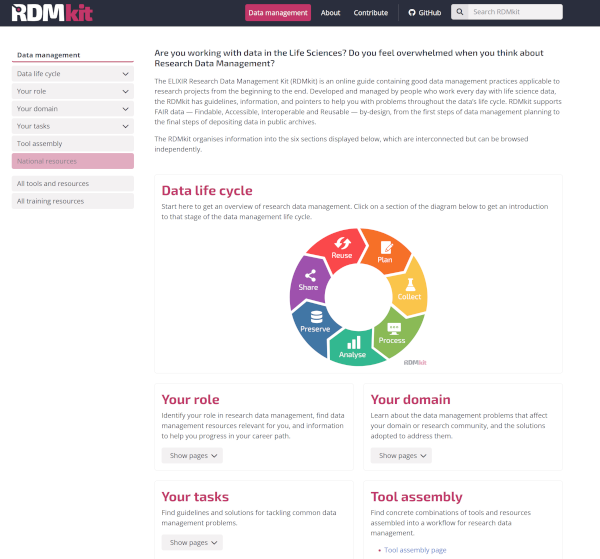 RDMkit
Data management About Contribute GitHub Search RDMkit
Data management
Data life cycle
Your role
Your domain
Your tasks
Tool assembly
National resources
All tools and resources
All training resources
Are you working with data in the Life Sciences? Do you feel overwhelmed when you think about
Research Data Management?
The ELIXIR Research Data Management Kit (RDMkit) is an online guide containing good data management practices applicable to
research projects from the beginning to the end. Developed and managed by people who work every day with life science data,
the RDMkit has guidelines, information, and pointers to help you with problems throughout the data's life cycle. RDMkit supports
FAIR data — Findable, Accessible, Interoperable and Reusable — by-design, from the first steps of data management planning to
the final steps of depositing data in public archives.
The RDMkit organises information into the six sections displayed below, which are interconnected but can be browsed
independently.
Data life cycle
Start here to get an overview of research data management. Click on a section of the diagram below to get an introduction
to that stage of the data management life cycle.
Reuse
Plan
Collect
Process
Analyse
Preserve
Share
RDMkit
Your role
Identify your role in research data management, find data
management resources relevant for you, and information
to help you progress in your career path.
Show pages
Your domain
Learn about the data management problems that affect
your domain or research community, and the solutions
adopted to address them.
Show pages
Your tasks
Find guidelines and solutions for tackling common data
management problems.
Show pages
Tool assembly
Find concrete combinations of tools and resources
assembled into a workflow for research data
management.
Tool assembly page